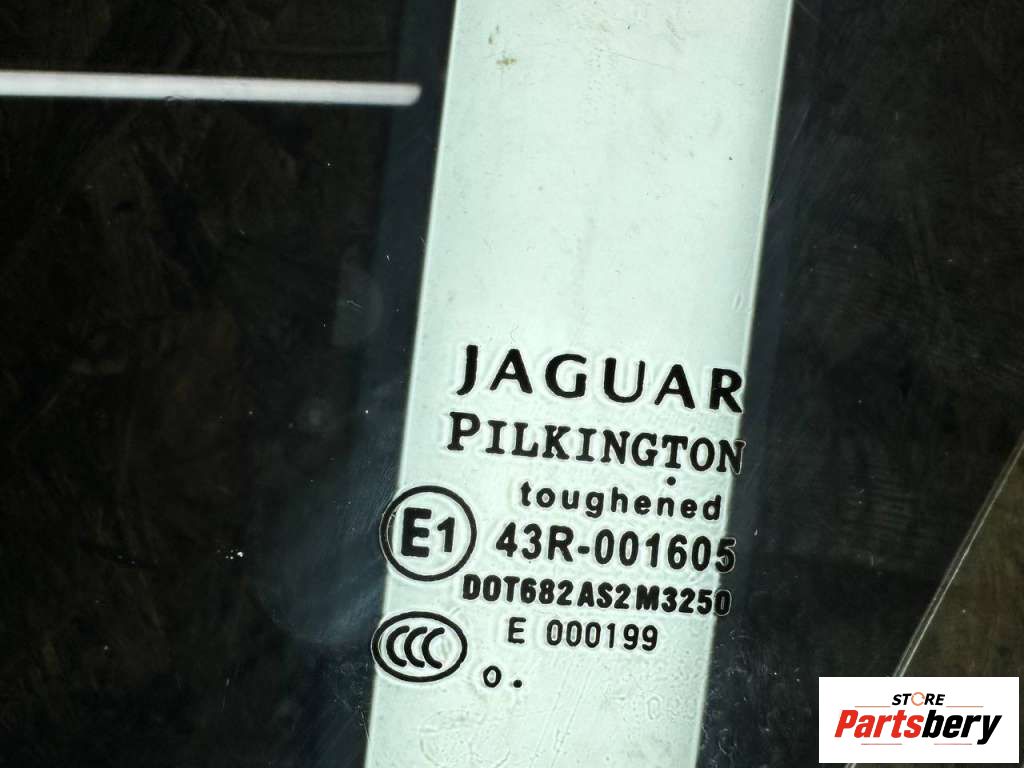 JAGUAR
PILKINGTON
toughened
E1 43R-001605
DOT682AS2M3250
E 000199
CCC
o.
STORE
Partsbery